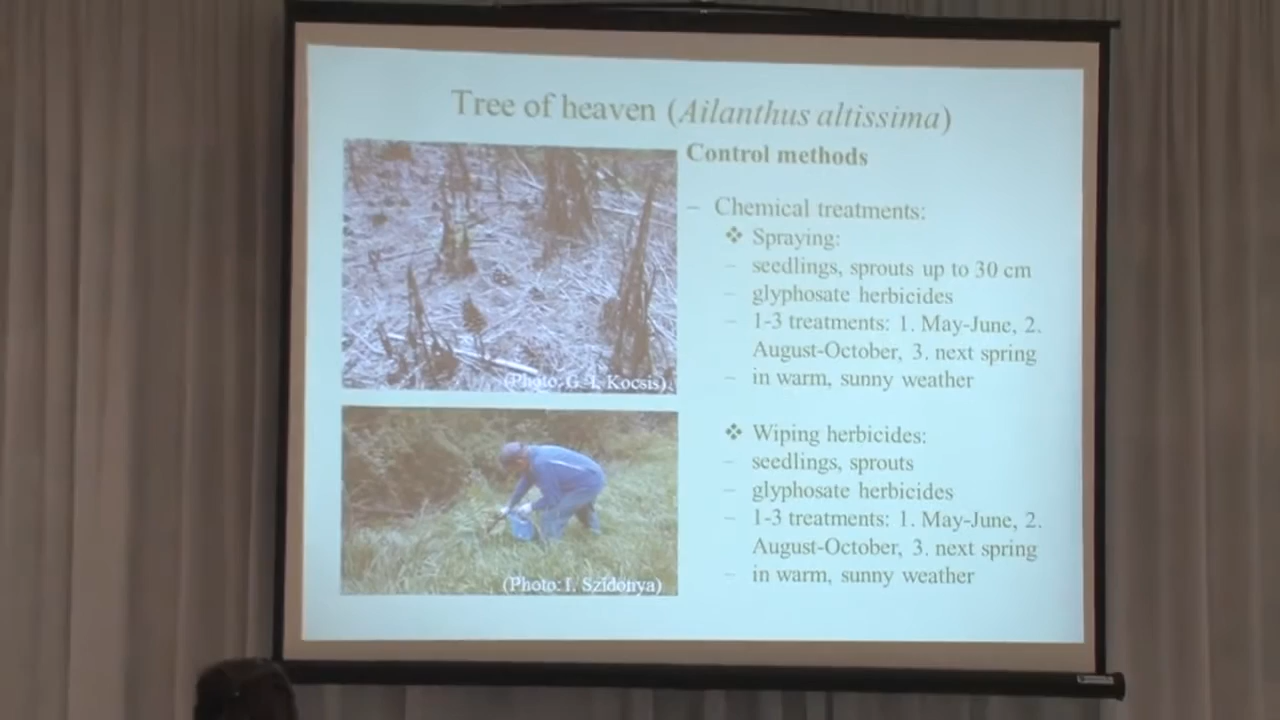 Tree of heaven (Ailanthus altissima)
Control methods
– Chemical treatments:
❖ Spraying:
– seedlings, sprouts up to 30 cm
– glyphosate herbicides
– 1-3 treatments: 1. May-June, 2.
August-October, 3. next spring
– in warm, sunny weather
❖ Wiping herbicides:
– seedlings, sprouts
– glyphosate herbicides
– 1-3 treatments: 1. May-June, 2.
August-October, 3. next spring
– in warm, sunny weather
(Photo: G. I. Kocsis)
(Photo: I. Szidonya)